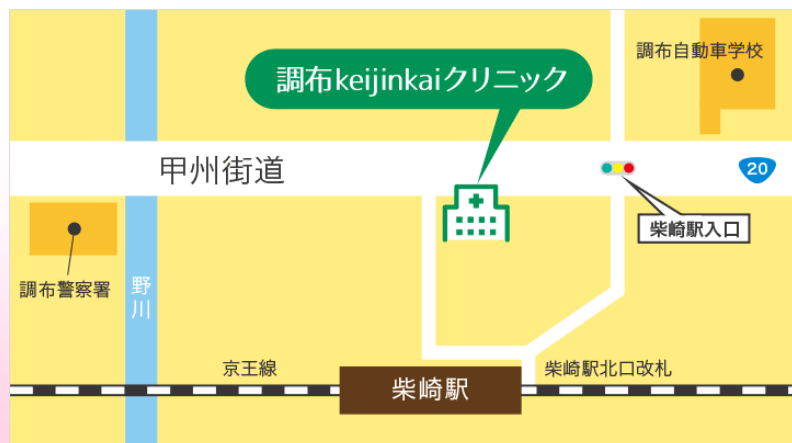 調布自動車学校
調布keijinkaiクリニック
甲州街道
20
柴崎駅入口
調布警察署
野川
京王線
柴崎駅北口改札
柴崎駅